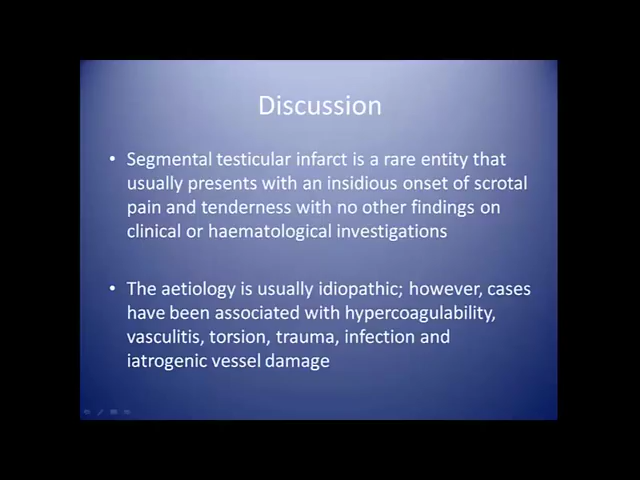 Discussion
• Segmental testicular infarct is a rare entity that
usually presents with an insidious onset of scrotal
pain and tenderness with no other findings on
clinical or haematological investigations
• The aetiology is usually idiopathic; however, cases
have been associated with hypercoagulability,
vasculitis, torsion, trauma, infection and
iatrogenic vessel damage